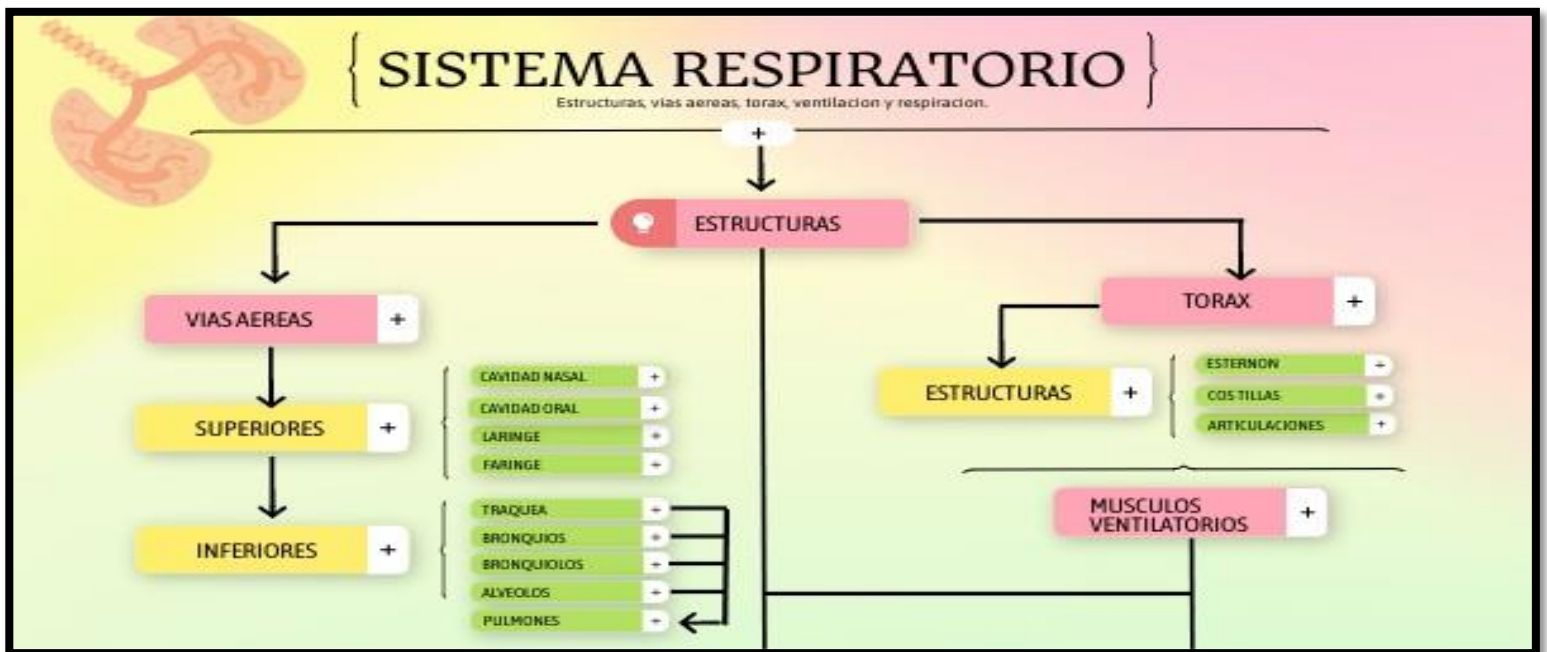 { SISTEMA RESPIRATORIO }
Estructuras, vias aereas, torax, ventilacion y respiracion.
+
ESTRUCTURAS
VIAS AEREAS +
SUPERIORES +
CAVIDAD NASAL +
CAVIDAD ORAL +
LARINGE +
FARINGE +
INFERIORES +
TRAQUEA +
BRONQUIOS +
BRONQUIOLOS +
ALVEOLOS +
PULMONES +
TORAX +
ESTRUCTURAS +
ESTERNON +
COSTILLAS +
ARTICULACIONES +
MUSCULOS
VENTILATORIOS +